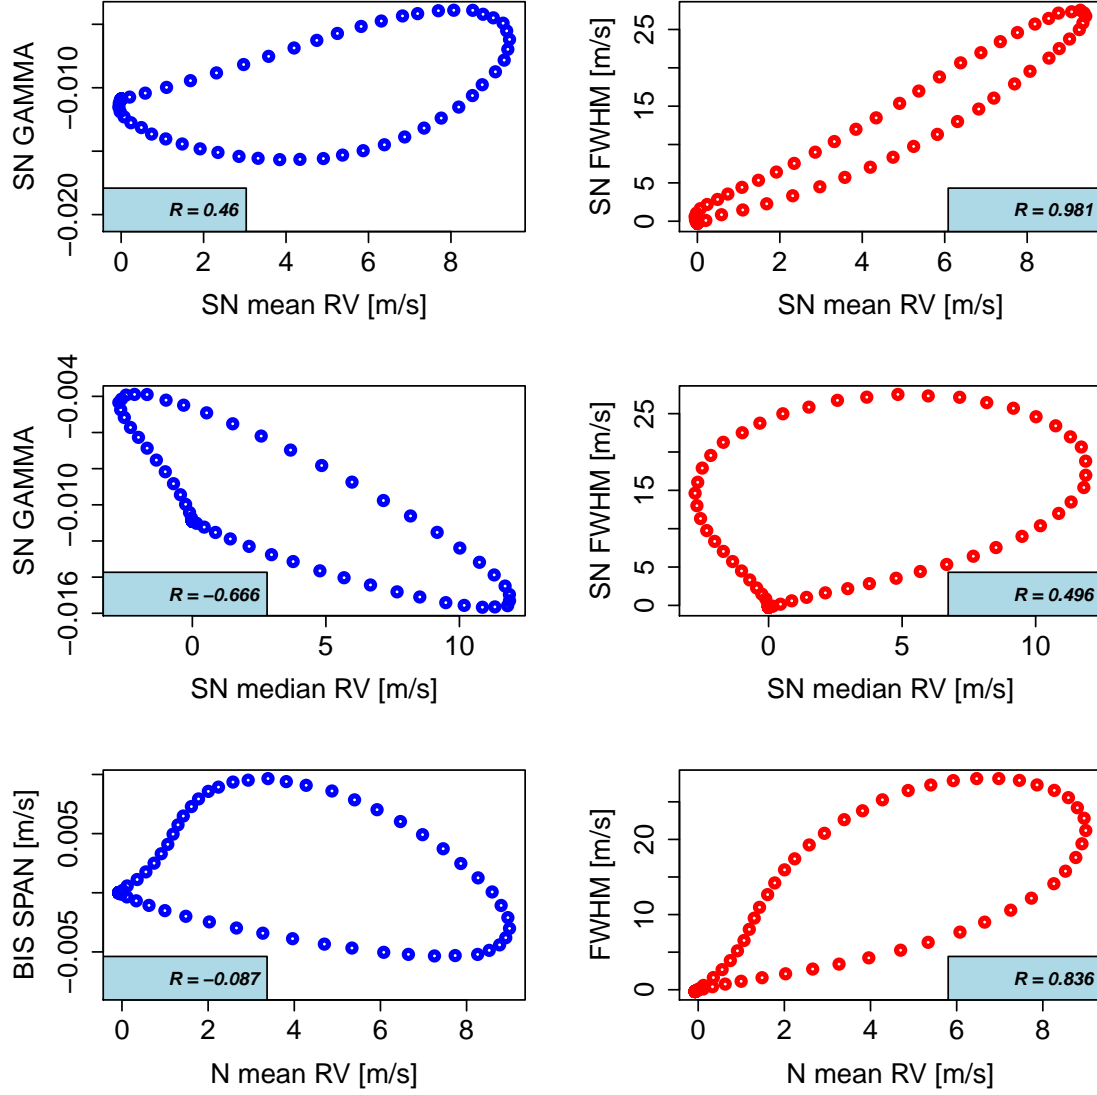 SN GAMMA
−0.020 −0.010
R = 0.46
0 2 4 6 8
SN mean RV [m/s]
SN FWHM [m/s]
0 5 15 25
R = 0.981
0 2 4 6 8
SN mean RV [m/s]
SN GAMMA
−0.016 −0.016 −0.010 −0.010 −0.004
R = −0.666
0 5 10
SN median RV [m/s]
SN FWHM [m/s]
0 5 15 25
R = 0.496
0 5 10
SN median RV [m/s]
BIS SPAN [m/s]
−0.005 0.005
R = −0.087
0 2 4 6 8
N mean RV [m/s]
FWHM [m/s]
0 10 20
R = 0.836
0 2 4 6 8
N mean RV [m/s]